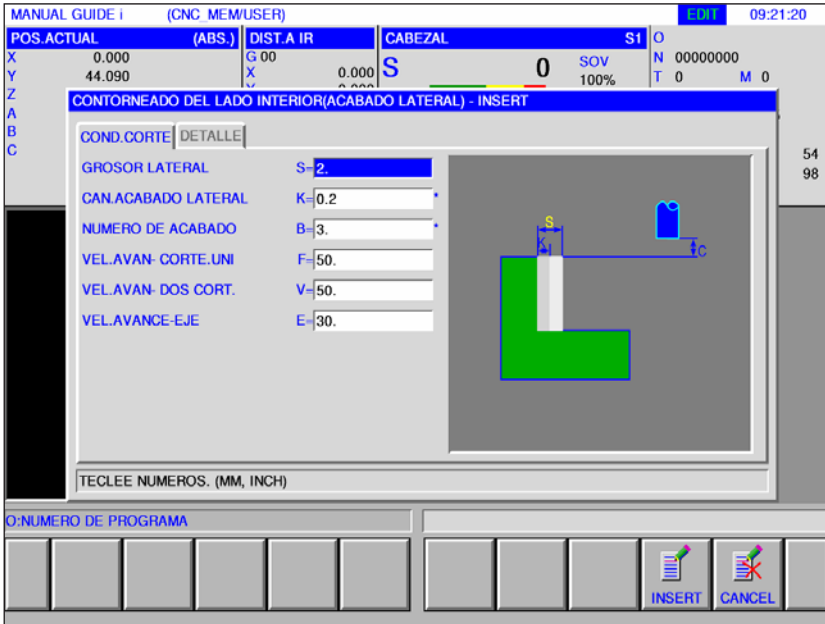 MANUAL GUIDE i (CNC_MEM/USER) EDIT 09:21:20
POS.ACTUAL (ABS.) DIST.A IR CABEZAL S1 O
X 0.000 G 00 S 0 SOV N 00000000
Y 44.090 X 0.000 100% T 0 M 0
Z
A
B
C
54
98
CONTORNEADO DEL LADO INTERIOR(ACABADO LATERAL) - INSERT
COND.CORTE DETALLE
GROSOR LATERAL S=2.
CAN.ACABADO LATERAL K=0.2 *
NUMERO DE ACABADO B=3. *
VEL.AVAN- CORTE.UNI F=50.
VEL.AVAN- DOS CORT. V=50.
VEL.AVANCE-EJE E=30.
S
K
C
TECLEE NUMEROS. (MM, INCH)
O:NUMERO DE PROGRAMA
INSERT CANCEL